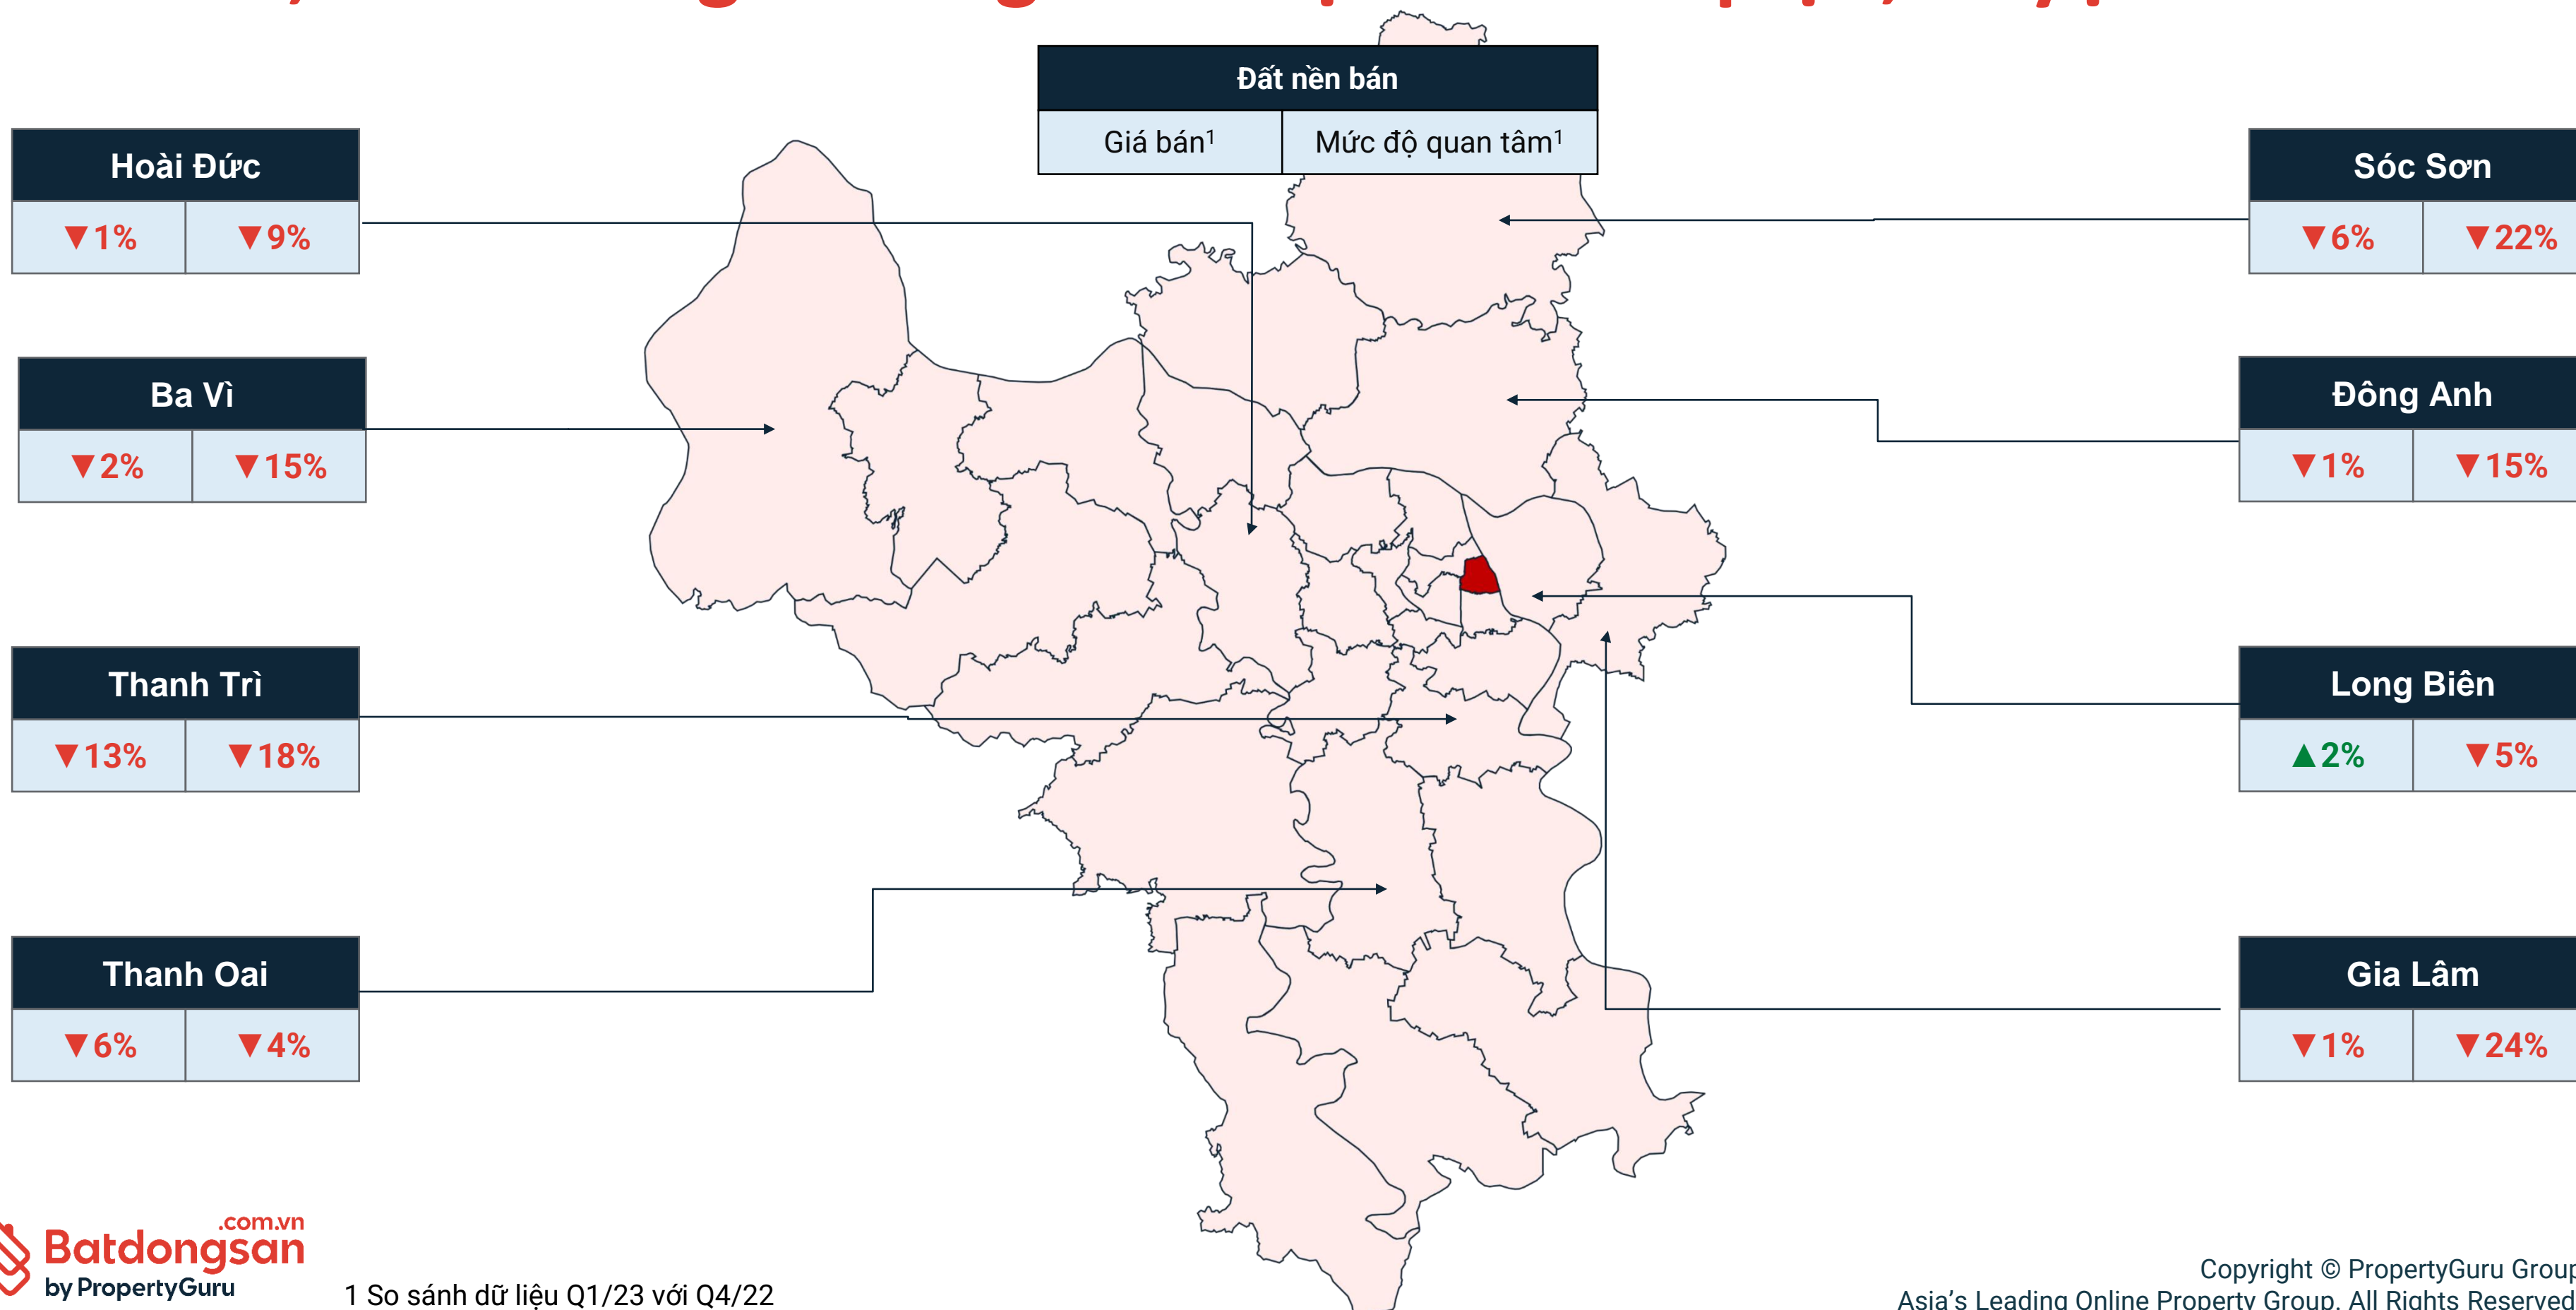 Đất nền bán
Giá bán¹ Mức độ quan tâm¹
Hoài Đức
▼1% ▼9%
Sóc Sơn
▼6% ▼22%
Ba Vì
▼2% ▼15%
Đông Anh
▼1% ▼15%
Thanh Trì
▼13% ▼18%
Long Biên
▲2% ▼5%
Thanh Oai
▼6% ▼4%
Gia Lâm
▼1% ▼24%
.com.vn
Batdongsan
by PropertyGuru
1 So sánh dữ liệu Q1/23 với Q4/22
Copyright © PropertyGuru Group
Asia's Leading Online Property Group. All Rights Reserved